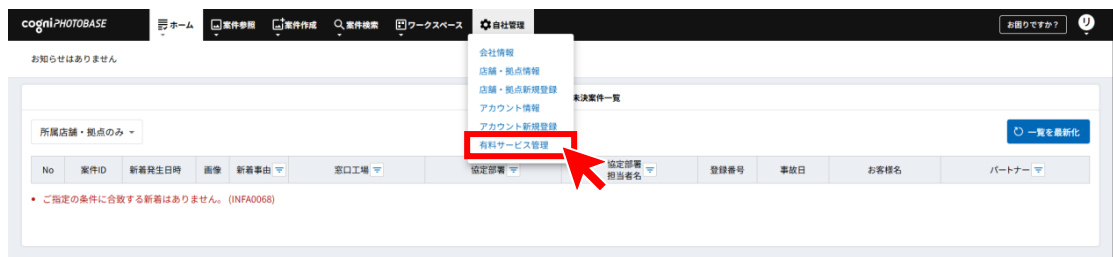 cogniPHOTOBASE ホーム 案件参照 案件作成 案件検索 ワークスペース 自社管理 お困りですか？ リ
お知らせはありません
会社情報
店舗・拠点情報
店舗・拠点新規登録
アカウント情報
アカウント新規登録
有料サービス管理
未決案件一覧
所属店舗・拠点のみ 一覧を最新化
No 案件ID 新着発生日時 画像 新着事由 窓口工場 協定部署 協定部署 担当者名 登録番号 事故日 お客様名 パートナー
• ご指定の条件に合致する新着はありません。 (INFA0068)